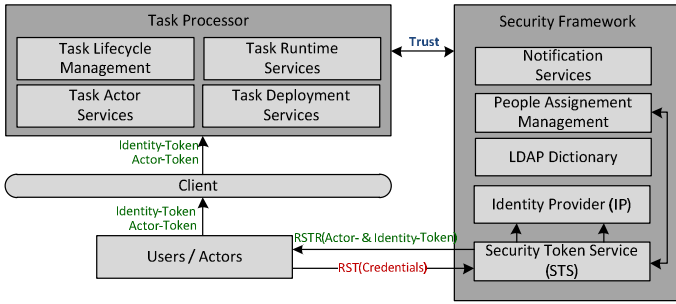 Task Processor
Task Lifecycle
Management
Task Runtime
Services
Task Actor
Services
Task Deployment
Services
Trust
Security Framework
Notification
Services
People Assignement
Management
LDAP Dictionary
Identity Provider (IP)
Security Token Service
(STS)
Identity-Token
Actor-Token
Client
Identity-Token
Actor-Token
Users / Actors
RSTR(Actor- & Identity-Token)
RST(Credentials)